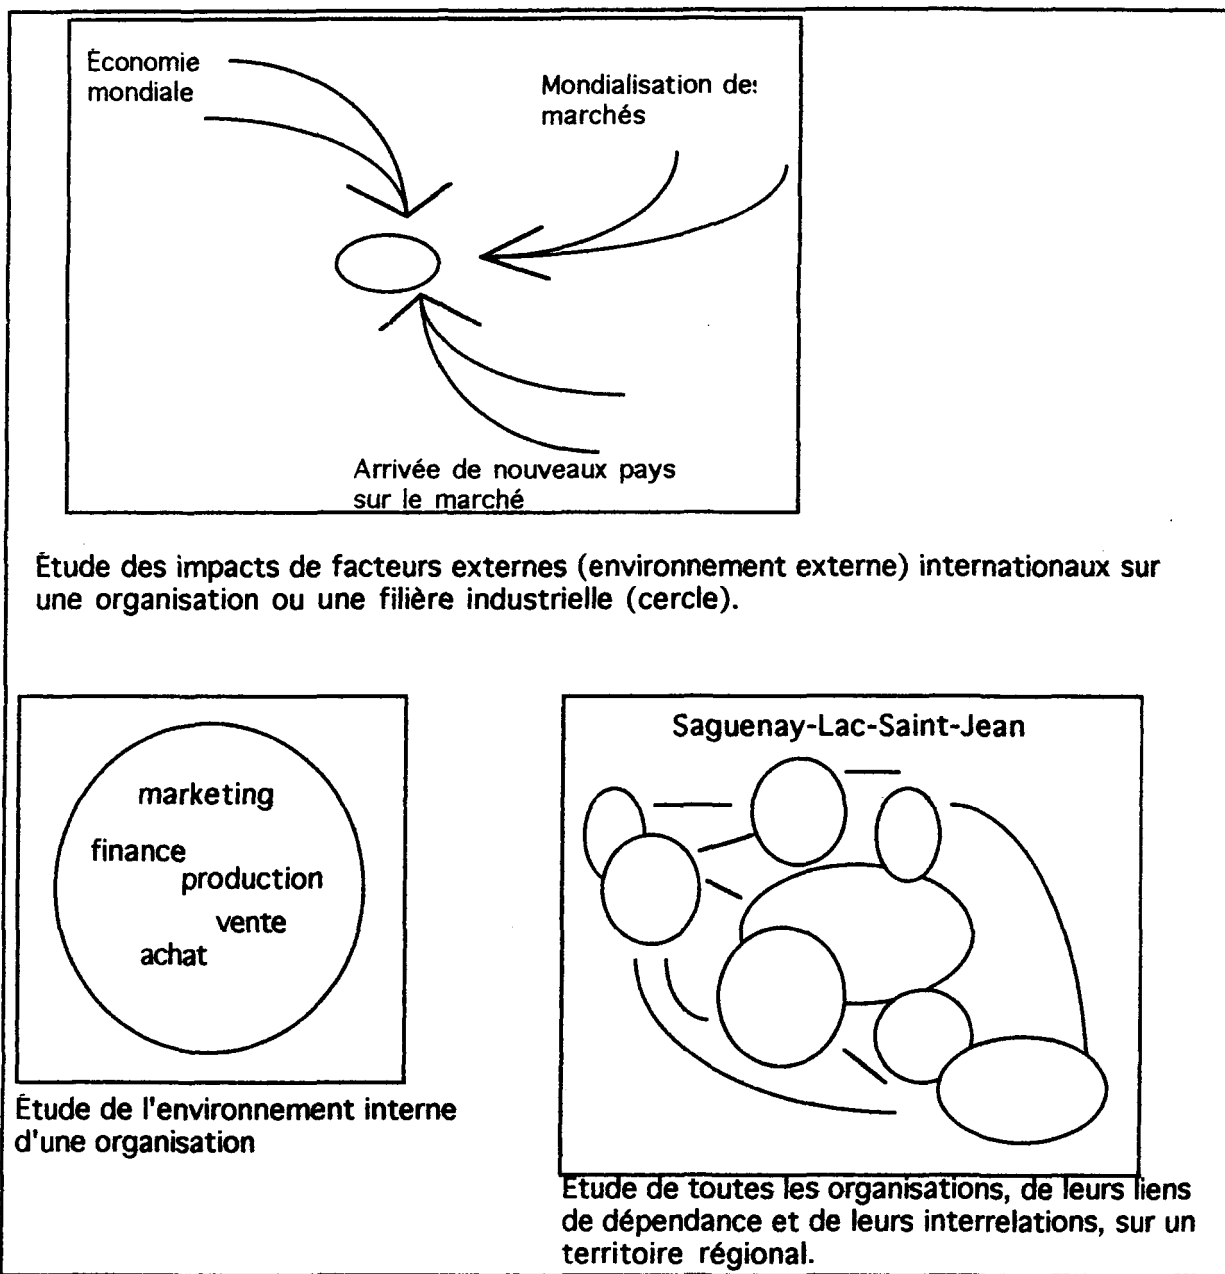 Économie
mondiale
Mondialisation des
marchés
Arrivée de nouveaux pays
sur le marché
Étude des impacts de facteurs externes (environnement externe) internationaux sur
une organisation ou une filière industrielle (cercle).
marketing
finance
production
vente
achat
Étude de l'environnement interne
d'une organisation
Saguenay-Lac-Saint-Jean
Etude de toutes les organisations, de leurs liens
de dépendance et de leurs interrelations, sur un
territoire régional.